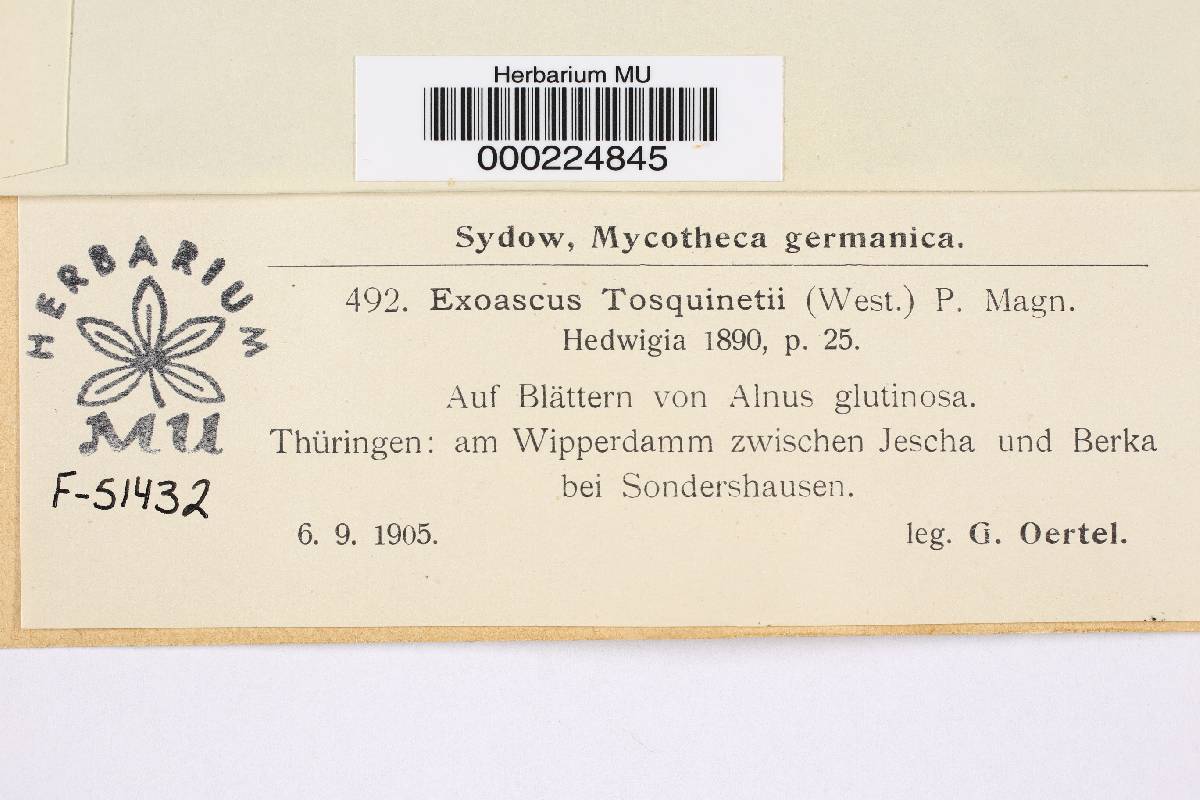 Herbarium MU
000224845
Sydow, Mycotheca germanica.
HERBARIUM
MU
F-51432
492. Exoascus Tosquinetii (West.) P. Magn.
Hedwigia 1890, p. 25.
Auf Blättern von Alnus glutinosa.
Thüringen: am Wipperdamm zwischen Jescha und Berka
bei Sondershausen.
6. 9. 1905. leg. G. Oertel.